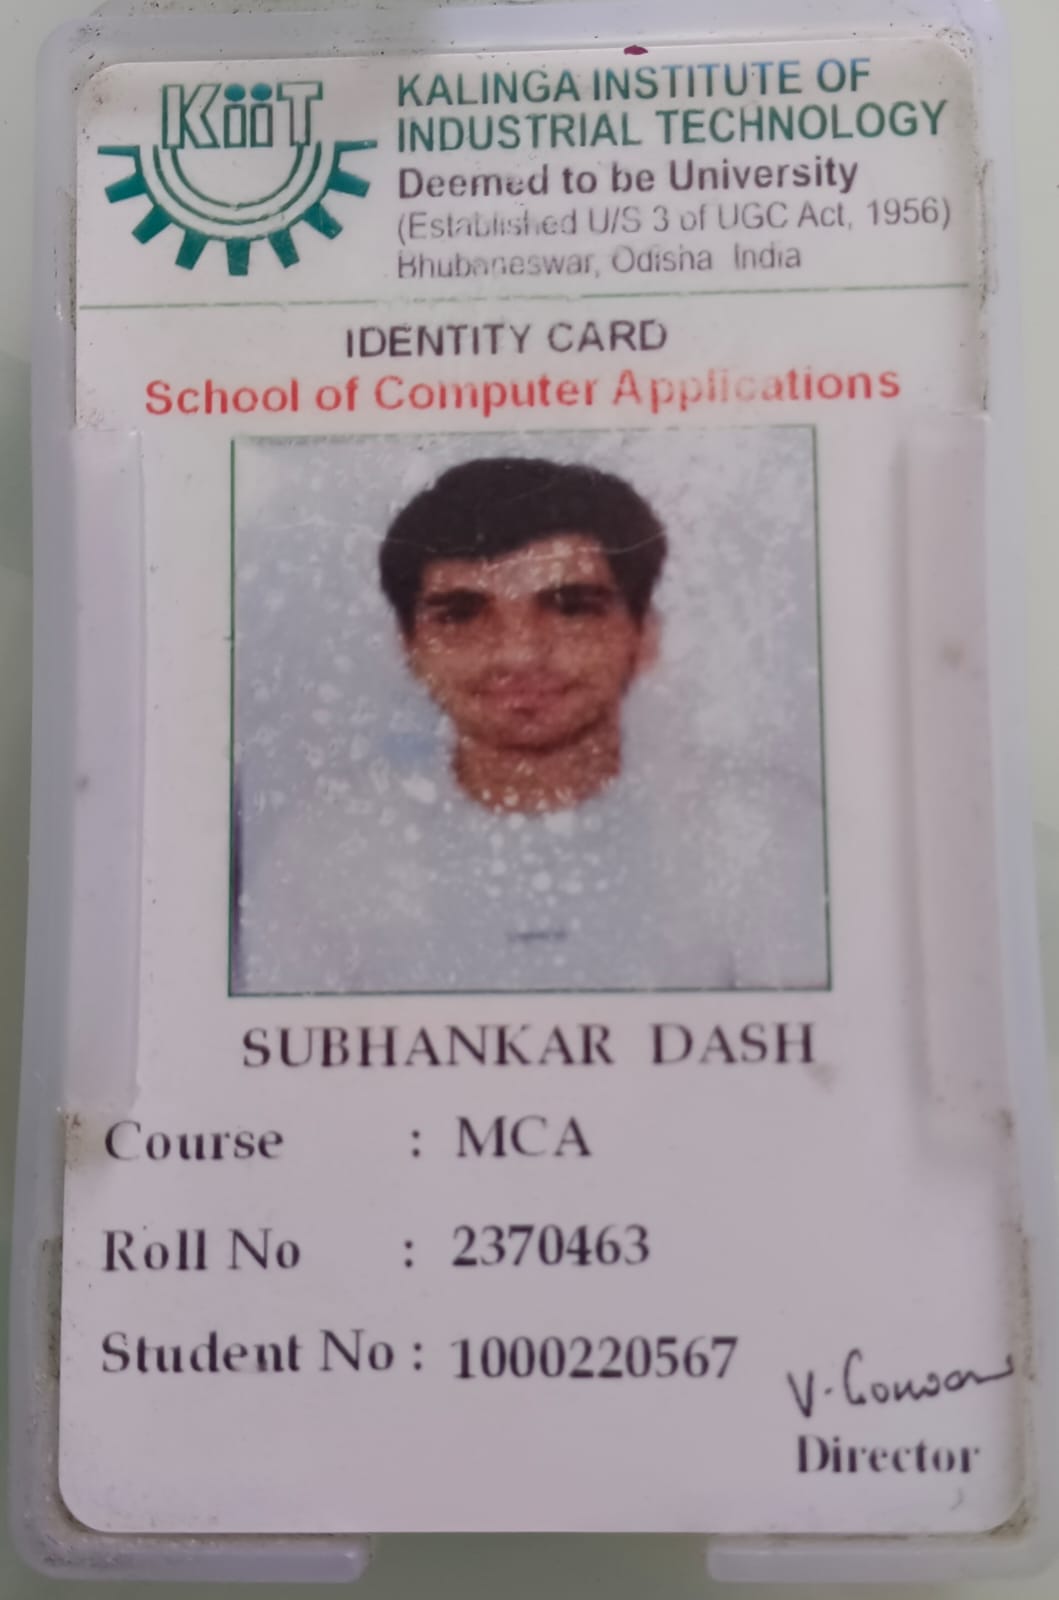 KiiT
KALINGA INSTITUTE OF
INDUSTRIAL TECHNOLOGY
Deemed to be University
(Established U/S 3 of UGC Act, 1956)
Bhubaneswar, Odisha India
IDENTITY CARD
School of Computer Applications
SUBHANKAR DASH
Course : MCA
Roll No : 2370463
Student No : 1000220567
Director